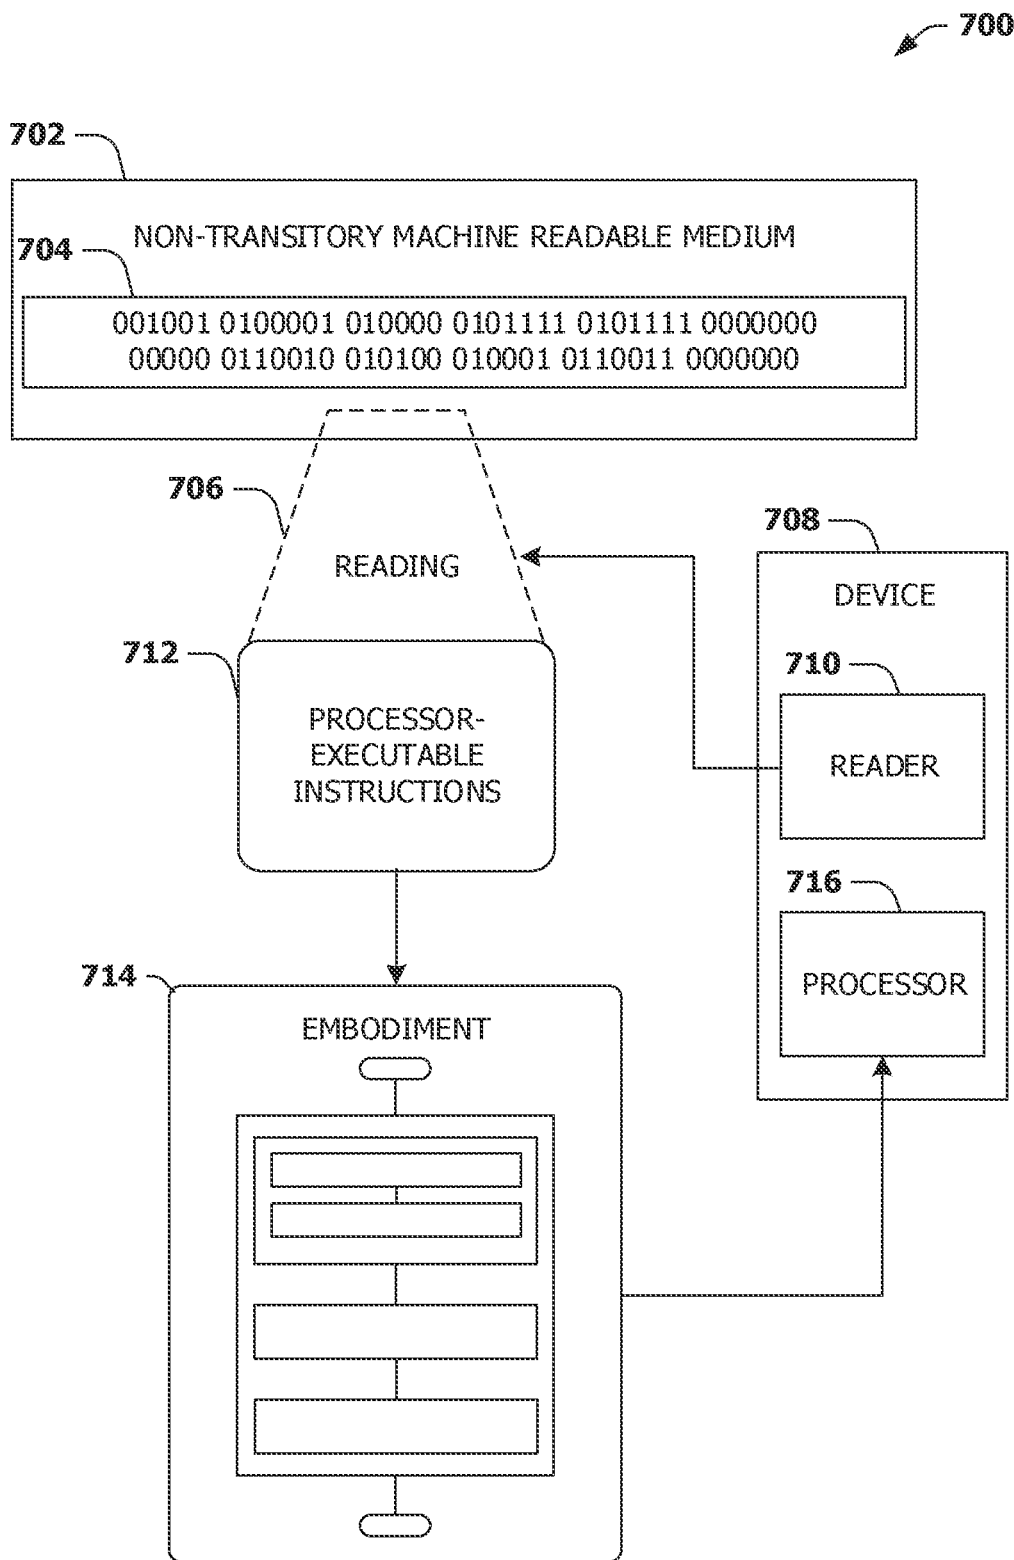 700
702
NON-TRANSITORY MACHINE READABLE MEDIUM
704
001001 0100001 010000 0101111 0101111 0000000
00000 0110010 010100 010001 0110011 0000000
706
READING
708
DEVICE
712
PROCESSOR-
EXECUTABLE
INSTRUCTIONS
710
READER
716
PROCESSOR
714
EMBODIMENT